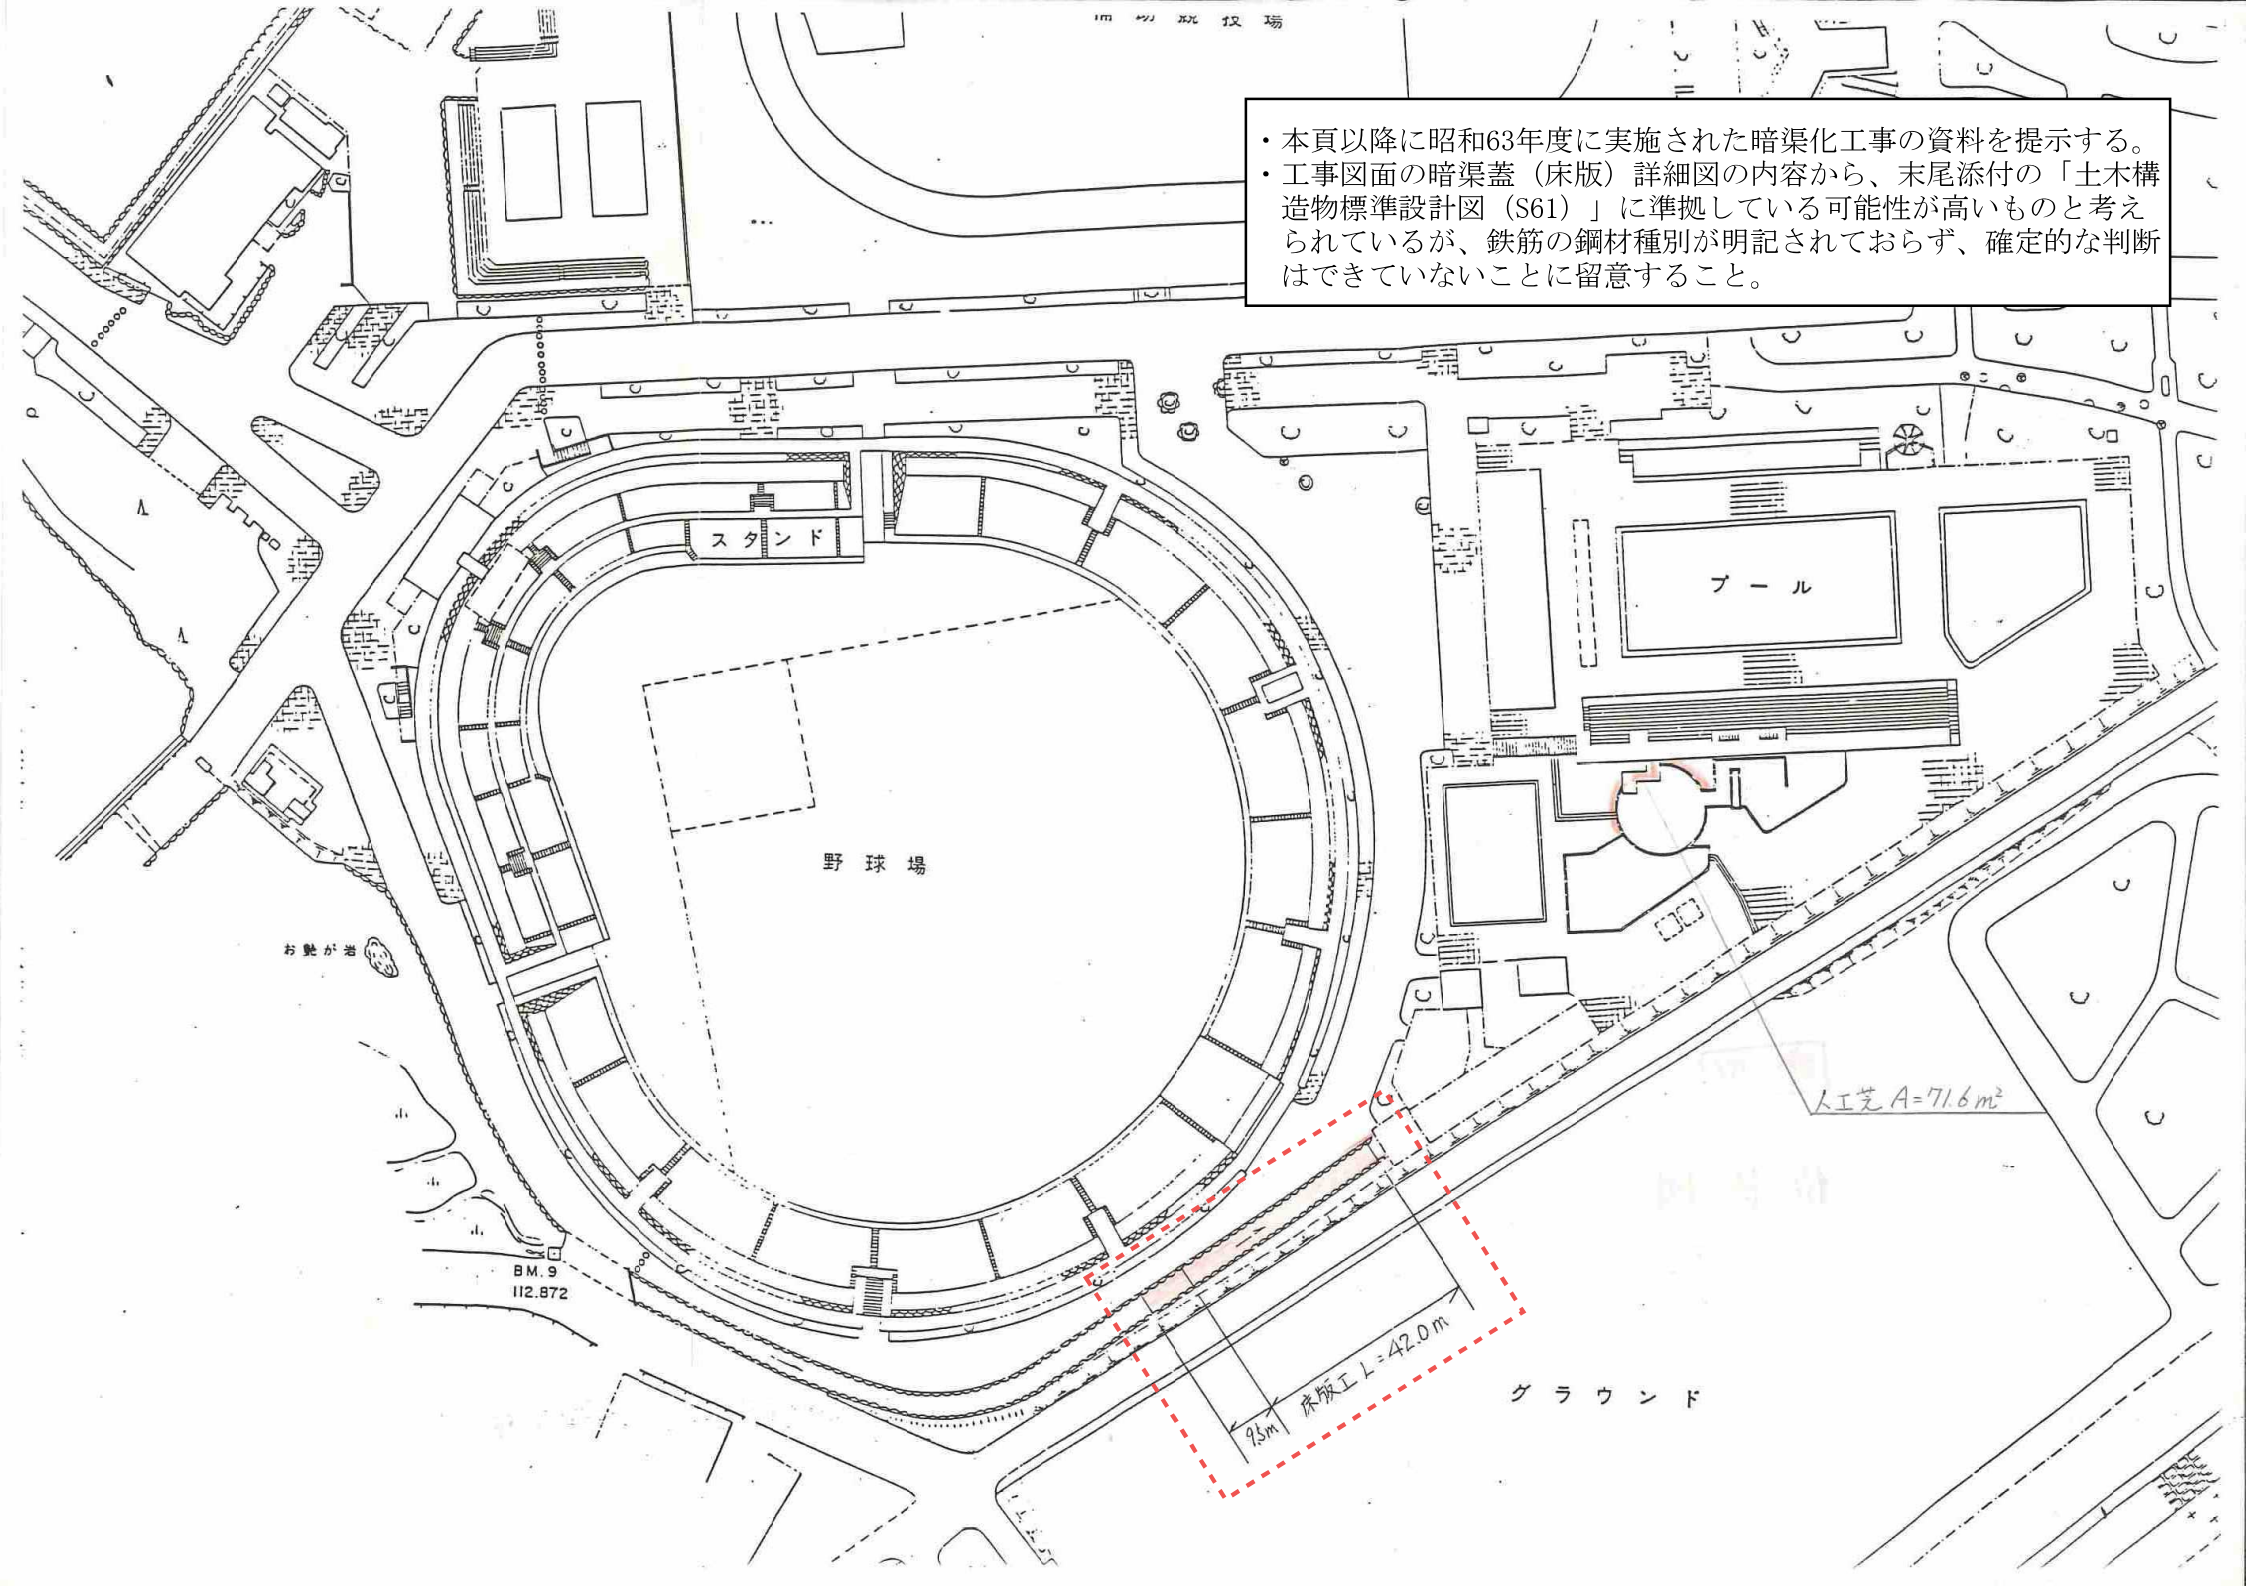 補助競技場
・本頁以降に昭和63年度に実施された暗渠化工事の資料を提示する。
・工事図面の暗渠蓋（床版）詳細図の内容から、末尾添付の「土木構
造物標準設計図（S61）」に準拠している可能性が高いものと考え
られているが、鉄筋の鋼材種別が明記されておらず、確定的な判断
はできていないことに留意すること。
スタンド
プール
野球場
お艶が岩
人工芝 A=71.6m²
BM.9
112.872
床版工 L=42.0m
9.5m
グラウンド